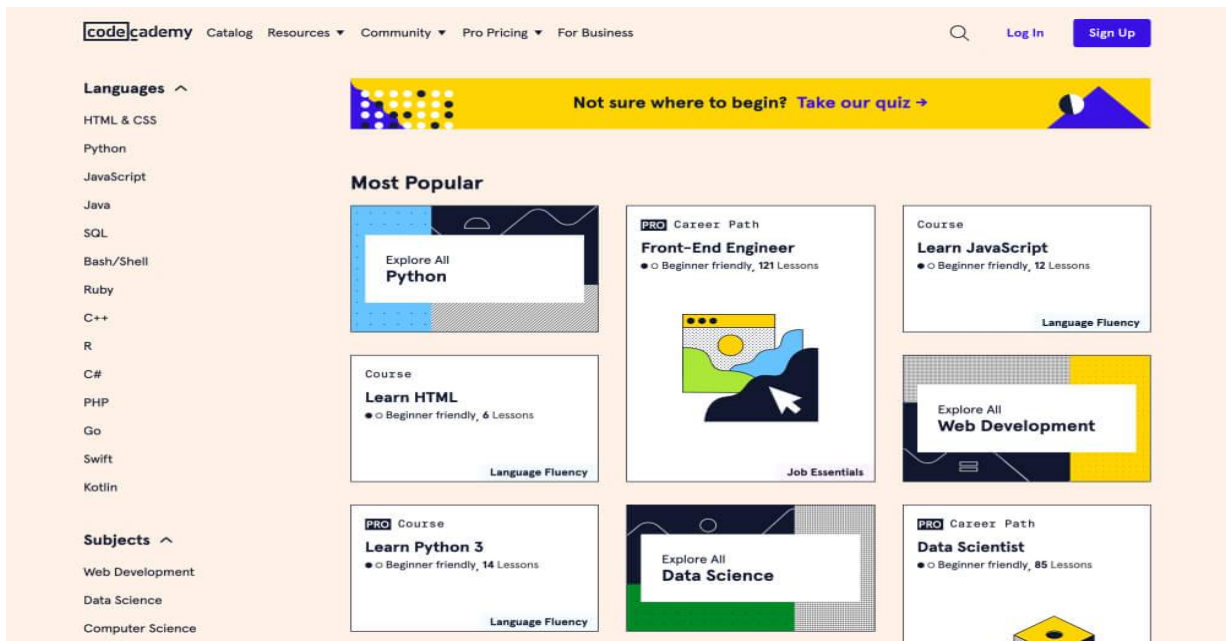 codecademy Catalog Resources Community Pro Pricing For Business Log In Sign Up
Languages
HTML & CSS
Python
JavaScript
Java
SQL
Bash/Shell
Ruby
C++
R
C#
PHP
Go
Swift
Kotlin
Subjects
Web Development
Data Science
Computer Science
Not sure where to begin? Take our quiz →
Most Popular
Explore All
Python
PRO Career Path
Front-End Engineer
Beginner friendly, 121 Lessons
Job Essentials
Course
Learn JavaScript
Beginner friendly, 12 Lessons
Language Fluency
Course
Learn HTML
Beginner friendly, 6 Lessons
Language Fluency
Explore All
Web Development
PRO Course
Learn Python 3
Beginner friendly, 14 Lessons
Language Fluency
Explore All
Data Science
PRO Career Path
Data Scientist
Beginner friendly, 85 Lessons